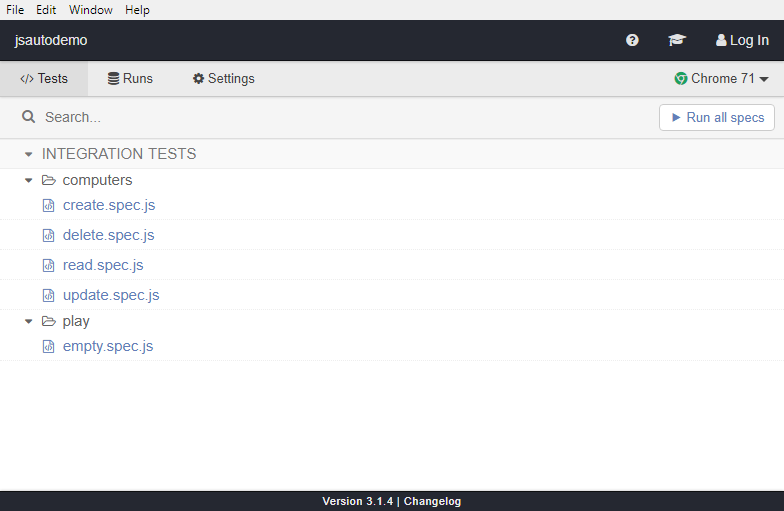 File Edit Window Help
jsautodemo Log In
Tests Runs Settings Chrome 71
Search... Run all specs
INTEGRATION TESTS
computers
create.spec.js
delete.spec.js
read.spec.js
update.spec.js
play
empty.spec.js
Version 3.1.4 | Changelog